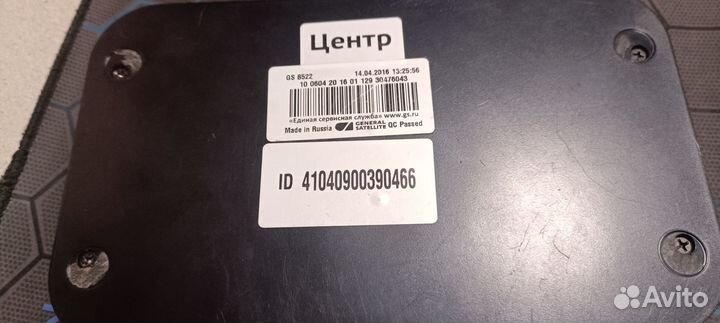 Центр
GS B522 14.04.2016 13:25:56
10 0604 20 16 01 129 30476043
«Единая сервисная служба» www.gs.ru
Made in Russia GENERAL SATELLITE QC Passed
ID 41040900390466
Avito